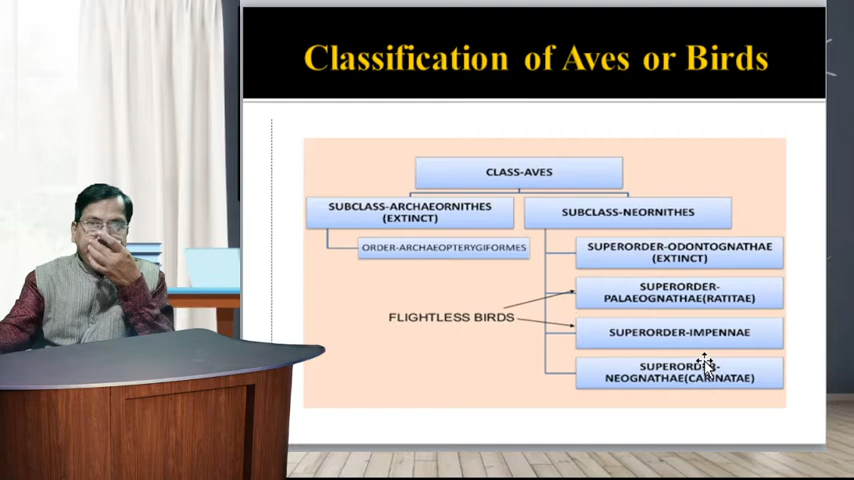 Classification of Aves or Birds
CLASS-AVES
SUBCLASS-ARCHAEORNITHES
(EXTINCT)
SUBCLASS-NEORNITHES
ORDER-ARCHAEOPTERYGIFORMES
SUPERORDER-ODONTOGNATHAE
(EXTINCT)
SUPERORDER-
PALAEOGNATHAE(RATITAE)
FLIGHTLESS BIRDS
SUPERORDER-IMPENNAE
SUPERORDER-
NEOGNATHAE(CARINATAE)